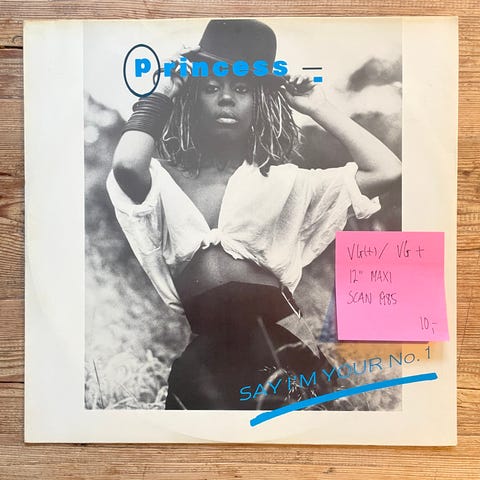 princess
VG(+)/ VG+
12" MAXI
SCAN 1985
10,-
SAY I'M YOUR No. 1